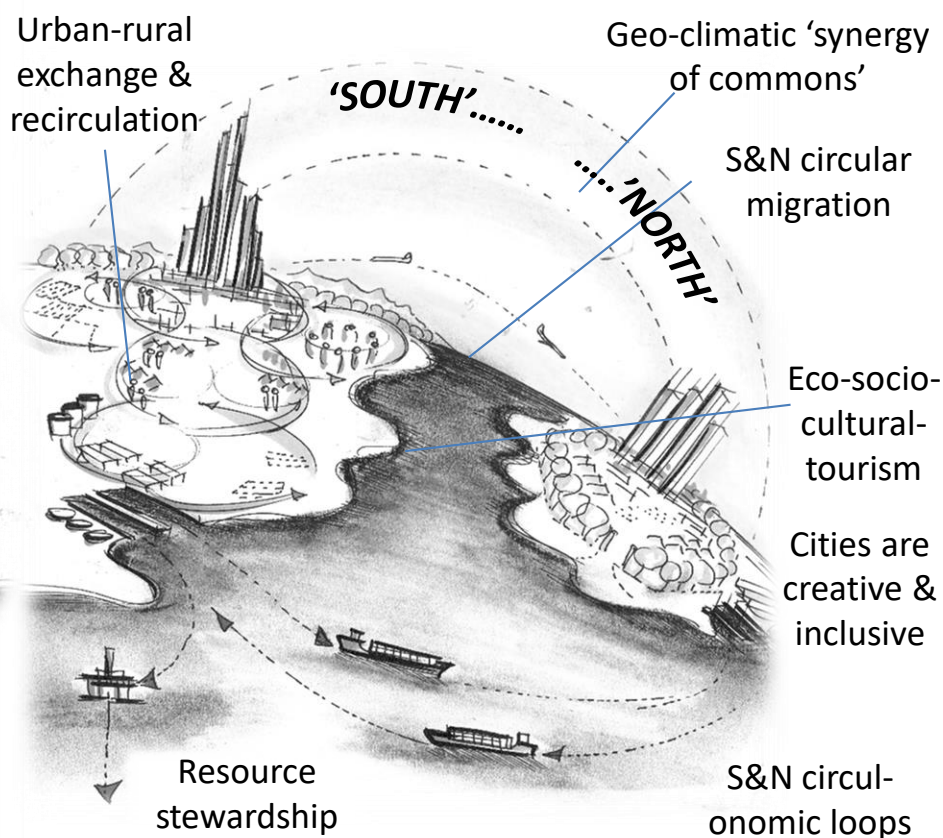 Urban-rural
exchange &
recirculation
Geo-climatic ‘synergy
of commons’
‘SOUTH’......
.....‘NORTH’
S&N circular
migration
Eco-socio-
cultural-
tourism
Cities are
creative &
inclusive
Resource
stewardship
S&N circul-
onomic loops